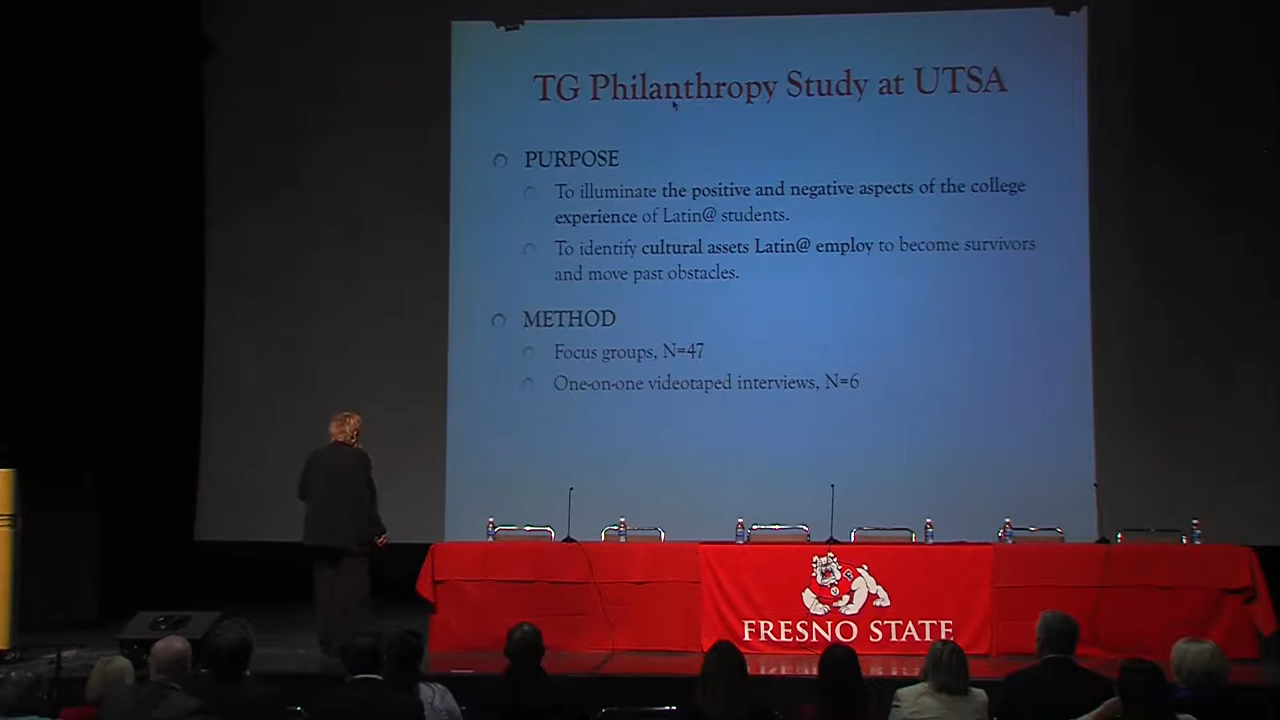 TG Philanthropy Study at UTSA
PURPOSE
To illuminate the positive and negative aspects of the college
experience of Latin@ students.
To identify cultural assets Latin@ employ to become survivors
and move past obstacles.
METHOD
Focus groups, N=47
One-on-one videotaped interviews, N=6
FRESNO STATE